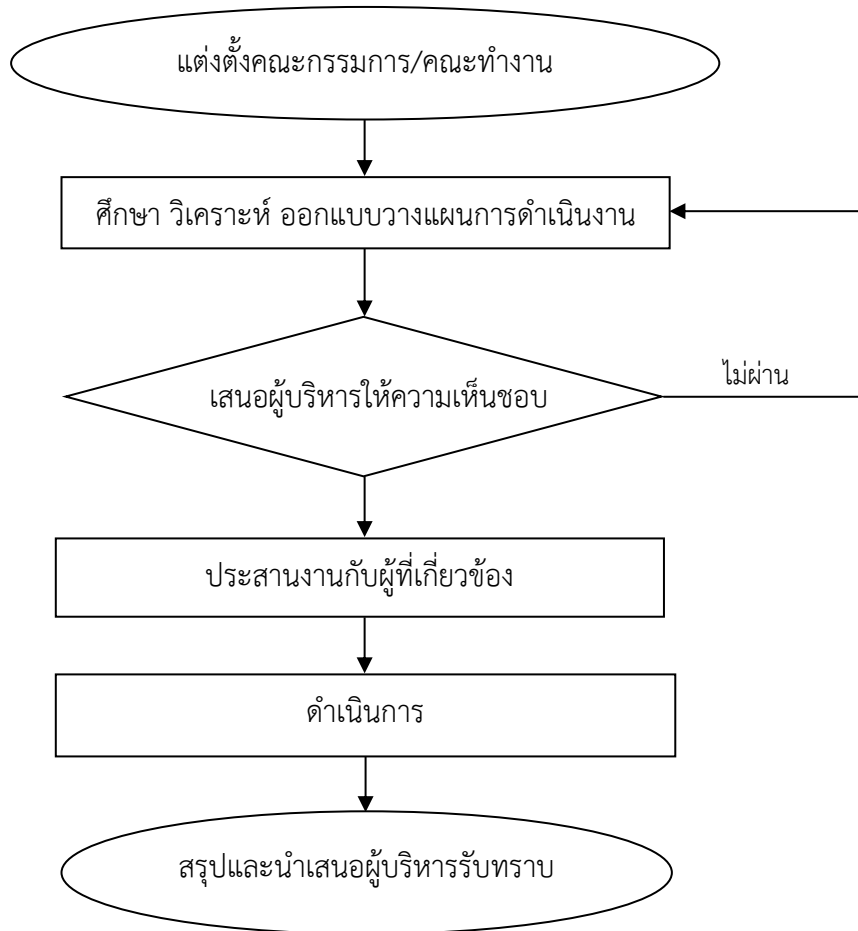 แต่งตั้งคณะกรรมการ/คณะทำงาน
ศึกษา วิเคราะห์ ออกแบบวางแผนการดำเนินงาน
เสนอผู้บริหารให้ความเห็นชอบ
ไม่ผ่าน
ประสานงานกับผู้ที่เกี่ยวข้อง
ดำเนินการ
สรุปและนำเสนอผู้บริหารรับทราบ